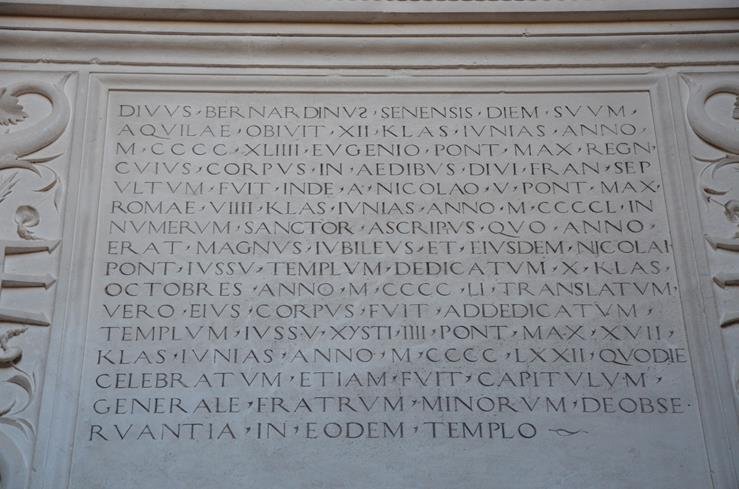 DIVVS BERNARDINVS SENENSIS DIEM SVVM
AQVILAE OBIVIT XII KLAS IVNIAS ANNO
M CCCC XLIIII EVGENIO PONT MAX REGN
CVIVS CORPVS IN AEDIBVS DIVI FRAN SEP
VLTVM FVIT INDE A NICOLAO V PONT MAX
ROMAE VIIII KLAS IVNIAS ANNO M CCCCL IN
NVMERVM SANCTOR ASCRIPVS QVO ANNO
ERAT MAGNVS IVBILEVS ET EIVSDEM NICOLAI
PONT IVSSV TEMPLVM DEDICATVM X KLAS
OCTOBRES ANNO M CCCC LI TRANSLATVM
VERO EIVS CORPVS FVIT ADDEDICATVM
TEMPLVM IVSSV XYSTI IIII PONT MAX XVII
KLAS IVNIAS ANNO M CCCC LXXII QVODIE
CELEBRATVM ETIAM FVIT CAPITVLVM
GENERALE FRATRVM MINORVM DEOBSE
RVANTIA IN EODEM TEMPLO